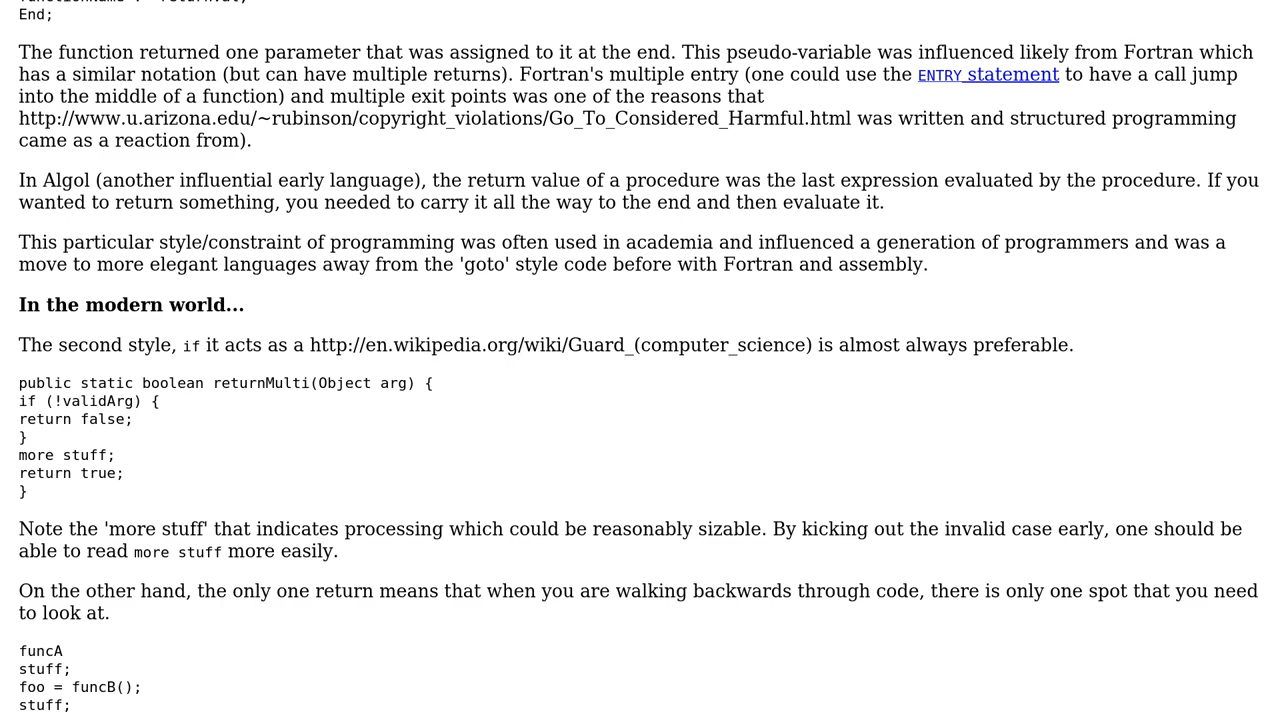 End;
The function returned one parameter that was assigned to it at the end. This pseudo-variable was influenced likely from Fortran which
has a similar notation (but can have multiple returns). Fortran's multiple entry (one could use the ENTRY statement to have a call jump
into the middle of a function) and multiple exit points was one of the reasons that
http://www.u.arizona.edu/~rubinson/copyright_violations/Go_To_Considered_Harmful.html was written and structured programming
came as a reaction from).
In Algol (another influential early language), the return value of a procedure was the last expression evaluated by the procedure. If you
wanted to return something, you needed to carry it all the way to the end and then evaluate it.
This particular style/constraint of programming was often used in academia and influenced a generation of programmers and was a
move to more elegant languages away from the 'goto' style code before with Fortran and assembly.
In the modern world...
The second style, if it acts as a http://en.wikipedia.org/wiki/Guard_(computer_science) is almost always preferable.
public static boolean returnMulti(Object arg) {
if (!validArg) {
return false;
}
more stuff;
return true;
}
Note the 'more stuff' that indicates processing which could be reasonably sizable. By kicking out the invalid case early, one should be
able to read more stuff more easily.
On the other hand, the only one return means that when you are walking backwards through code, there is only one spot that you need
to look at.
funcA
stuff;
foo = funcB();
stuff;